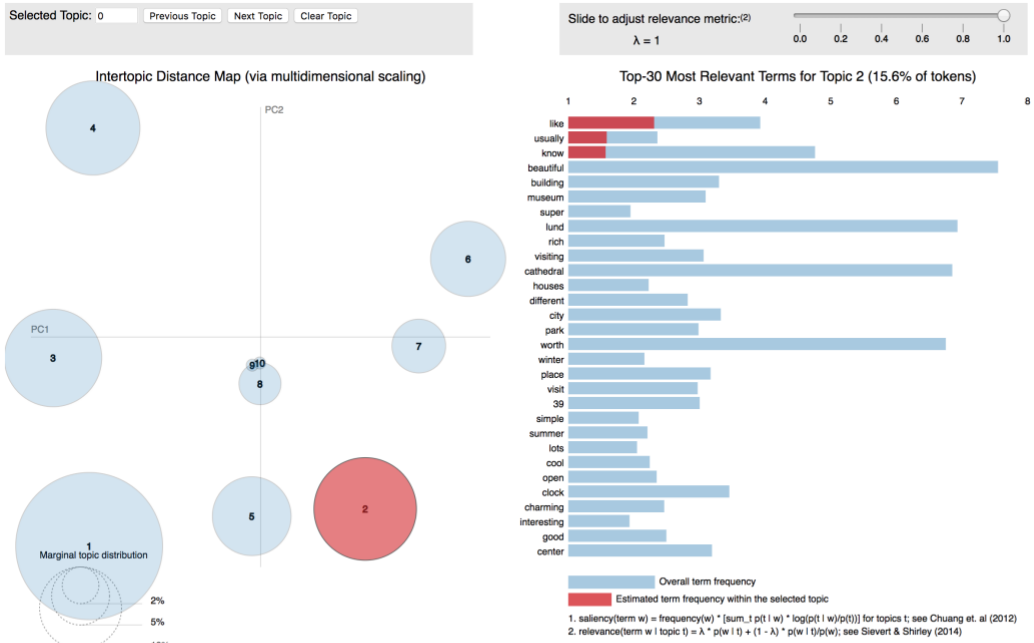 Selected Topic: 0 Previous Topic Next Topic Clear Topic
Slide to adjust relevance metric:(2)
λ = 1
0.0 0.2 0.4 0.6 0.8 1.0
Intertopic Distance Map (via multidimensional scaling)
PC2
PC1
4
6
7
3
910
8
5
2
1
Marginal topic distribution
2%
5%
Top-30 Most Relevant Terms for Topic 2 (15.6% of tokens)
1 2 3 4 5 6 7 8
like
usually
know
beautiful
building
museum
super
lund
rich
visiting
cathedral
houses
different
city
park
worth
winter
place
visit
39
simple
summer
lots
cool
open
clock
charming
interesting
good
center
Overall term frequency
Estimated term frequency within the selected topic
1. saliency(term w) = frequency(w) * [sum_t p(t | w) * log(p(t | w)/p(t))] for topics t; see Chuang et. al (2012)
2. relevance(term w | topic t) = λ * p(w | t) + (1 - λ) * p(w | t)/p(w); see Sievert & Shirley (2014)